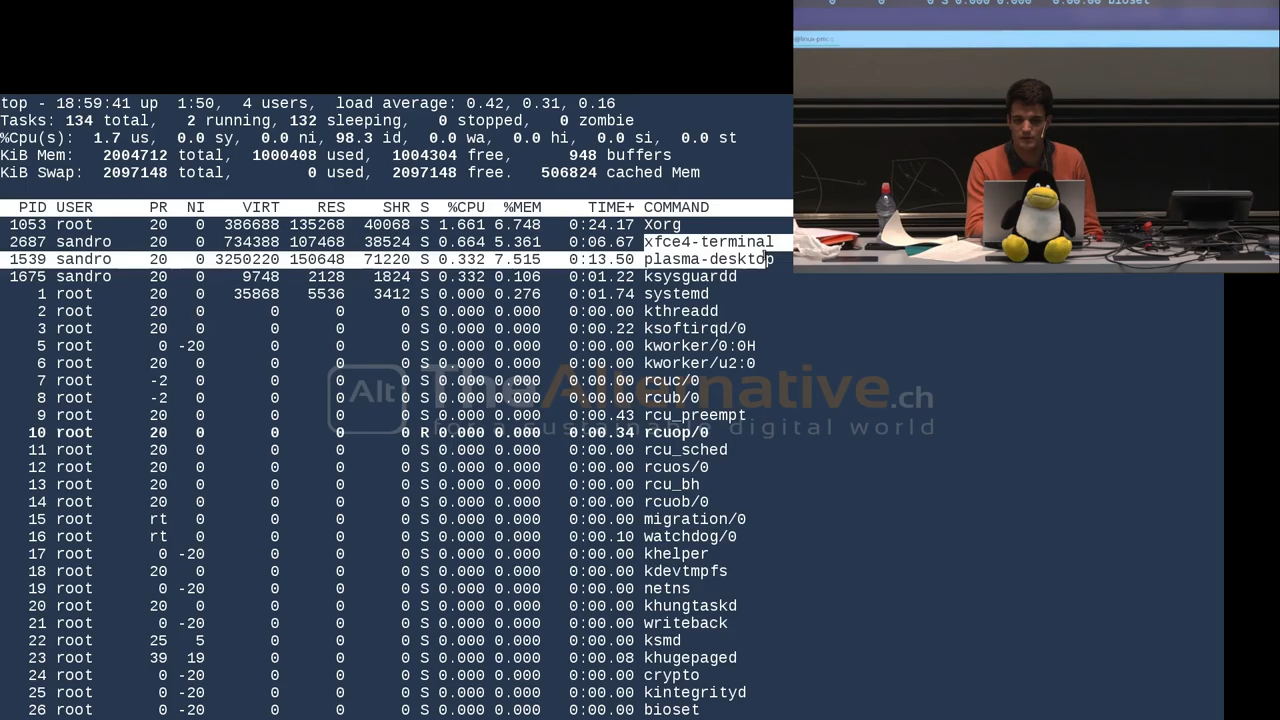 0 0 S 0.000 0.000 0:00.00 bioset
top - 18:59:41 up 1:50, 4 users, load average: 0.42, 0.31, 0.16
Tasks: 134 total, 2 running, 132 sleeping, 0 stopped, 0 zombie
%Cpu(s): 1.7 us, 0.0 sy, 0.0 ni, 98.3 id, 0.0 wa, 0.0 hi, 0.0 si, 0.0 st
KiB Mem: 2004712 total, 1000408 used, 1004304 free, 948 buffers
KiB Swap: 2097148 total, 0 used, 2097148 free. 506824 cached Mem
PID USER PR NI VIRT RES SHR S %CPU %MEM TIME+ COMMAND
1053 root 20 0 386688 135268 40068 S 1.661 6.748 0:24.17 Xorg
2687 sandro 20 0 734388 107468 38524 S 0.664 5.361 0:06.67 xfce4-terminal
1539 sandro 20 0 3250220 150648 71220 S 0.332 7.515 0:13.50 plasma-desktop
1675 sandro 20 0 9748 2128 1824 S 0.332 0.106 0:01.22 ksysguardd
1 root 20 0 35868 5536 3412 S 0.000 0.276 0:01.74 systemd
2 root 20 0 0 0 0 S 0.000 0.000 0:00.00 kthreadd
3 root 20 0 0 0 0 S 0.000 0.000 0:00.22 ksoftirqd/0
5 root 0 -20 0 0 0 S 0.000 0.000 0:00.00 kworker/0:0H
6 root 20 0 0 0 0 S 0.000 0.000 0:00.00 kworker/u2:0
7 root -2 0 0 0 0 S 0.000 0.000 0:00.00 rcuc/0
8 root -2 0 0 0 0 S 0.000 0.000 0:00.00 rcub/0
9 root 20 0 0 0 0 S 0.000 0.000 0:00.43 rcu_preempt
10 root 20 0 0 0 0 R 0.000 0.000 0:00.34 rcuop/0
11 root 20 0 0 0 0 S 0.000 0.000 0:00.00 rcu_sched
12 root 20 0 0 0 0 S 0.000 0.000 0:00.00 rcuos/0
13 root 20 0 0 0 0 S 0.000 0.000 0:00.00 rcu_bh
14 root 20 0 0 0 0 S 0.000 0.000 0:00.00 rcuob/0
15 root rt 0 0 0 0 S 0.000 0.000 0:00.00 migration/0
16 root rt 0 0 0 0 S 0.000 0.000 0:00.10 watchdog/0
17 root 0 -20 0 0 0 S 0.000 0.000 0:00.00 khelper
18 root 20 0 0 0 0 S 0.000 0.000 0:00.00 kdevtmpfs
19 root 0 -20 0 0 0 S 0.000 0.000 0:00.00 netns
20 root 20 0 0 0 0 S 0.000 0.000 0:00.00 khungtaskd
21 root 0 -20 0 0 0 S 0.000 0.000 0:00.00 writeback
22 root 25 5 0 0 0 S 0.000 0.000 0:00.00 ksmd
23 root 39 19 0 0 0 S 0.000 0.000 0:00.08 khugepaged
24 root 0 -20 0 0 0 S 0.000 0.000 0:00.00 crypto
25 root 0 -20 0 0 0 S 0.000 0.000 0:00.00 kintegrityd
26 root 0 -20 0 0 0 S 0.000 0.000 0:00.00 bioset
Alt TheAlternative.ch
for a sustainable digital world